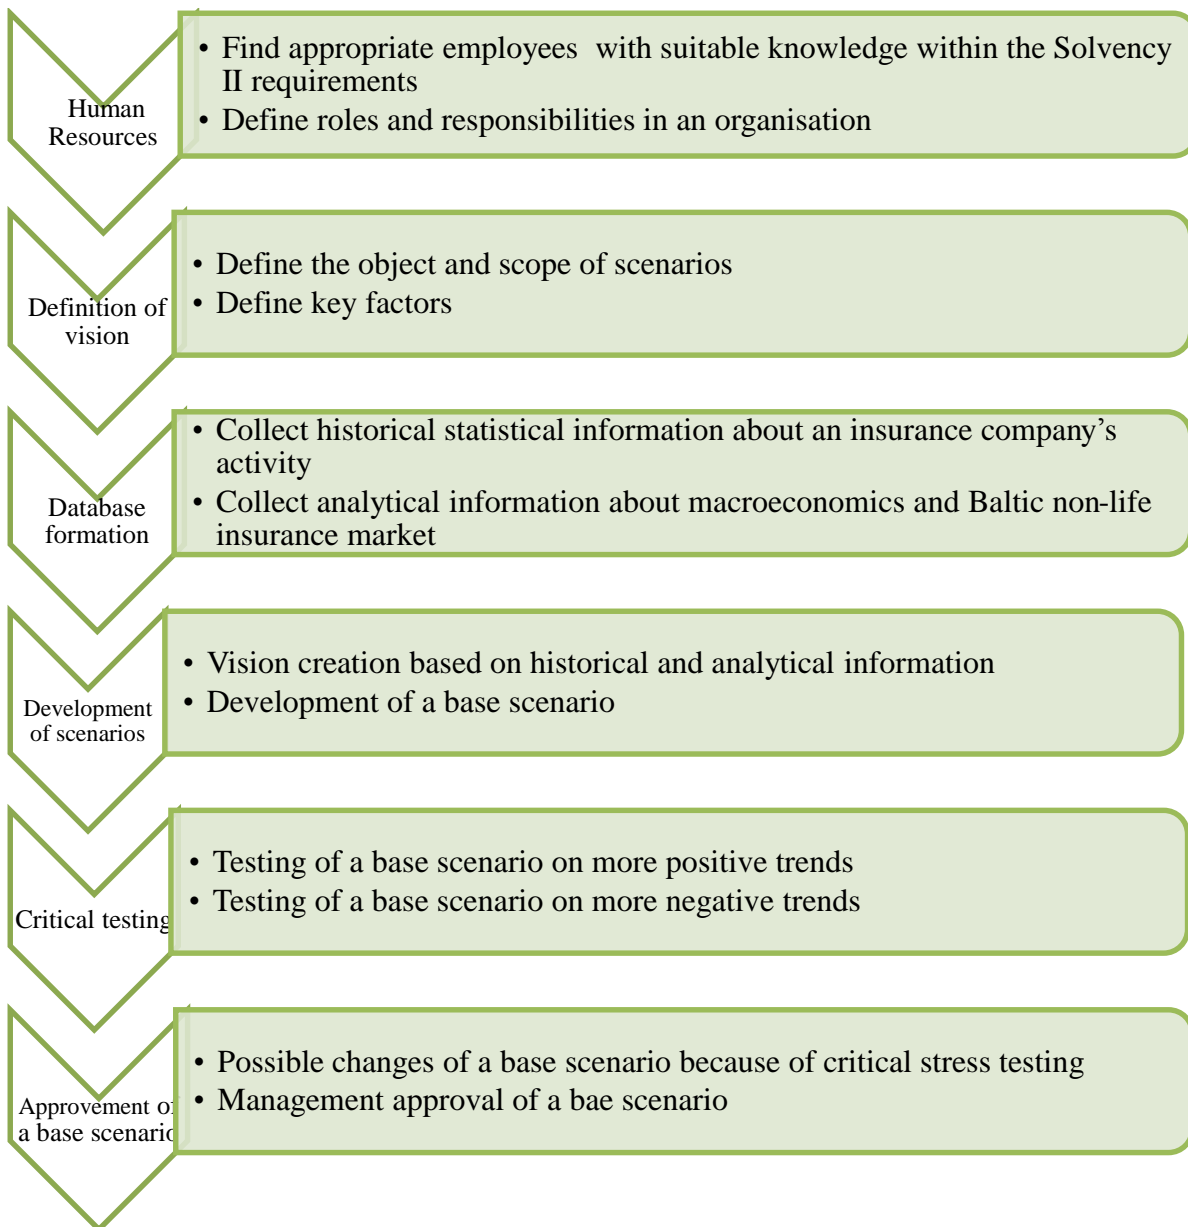 Human
Resources
• Find appropriate employees with suitable knowledge within the Solvency
II requirements
• Define roles and responsibilities in an organisation
Definition of
vision
• Define the object and scope of scenarios
• Define key factors
Database
formation
• Collect historical statistical information about an insurance company's
activity
• Collect analytical information about macroeconomics and Baltic non-life
insurance market
Development
of scenarios
• Vision creation based on historical and analytical information
• Development of a base scenario
Critical testing
• Testing of a base scenario on more positive trends
• Testing of a base scenario on more negative trends
Approvement of
a base scenario
• Possible changes of a base scenario because of critical stress testing
• Management approval of a bae scenario